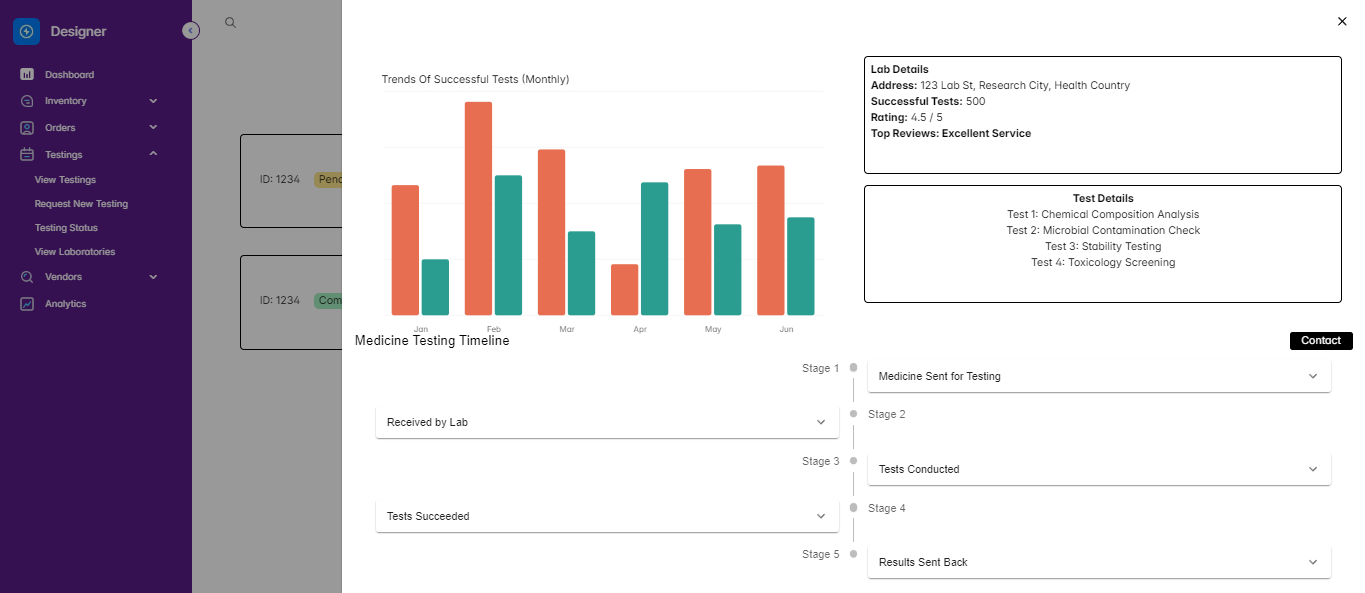 Designer
Dashboard
Inventory
Orders
Testings
View Testings
Request New Testing
Testing Status
View Laboratories
Vendors
Analytics
ID: 1234
ID: 1234
Trends Of Successful Tests (Monthly)
Jan Feb Mar Apr May Jun
Lab Details
Address: 123 Lab St, Research City, Health Country
Successful Tests: 500
Rating: 4.5 / 5
Top Reviews: Excellent Service
Test Details
Test 1: Chemical Composition Analysis
Test 2: Microbial Contamination Check
Test 3: Stability Testing
Test 4: Toxicology Screening
Medicine Testing Timeline
Contact
Stage 1
Medicine Sent for Testing
Received by Lab
Stage 2
Stage 3
Tests Conducted
Tests Succeeded
Stage 4
Stage 5
Results Sent Back